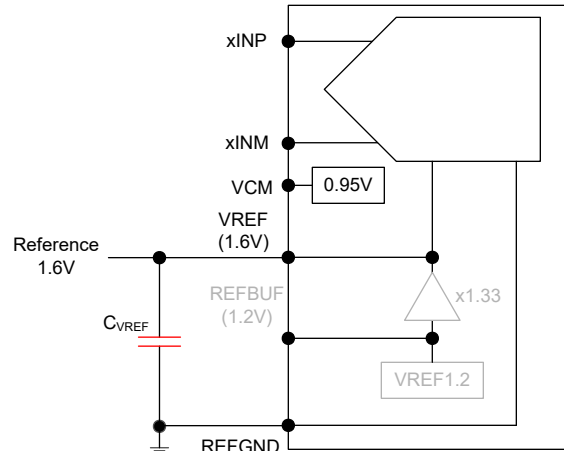 xINP
xINM
VCM
0.95V
VREF
(1.6V)
Reference
1.6V
REFBUF
(1.2V)
x1.33
CVREF
VREF1.2
REFGND